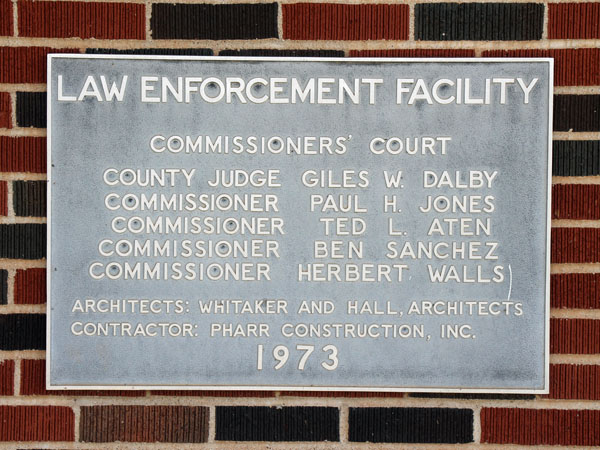 LAW ENFORCEMENT FACILITY
COMMISSIONERS' COURT
COUNTY JUDGE GILES W. DALBY
COMMISSIONER PAUL H. JONES
COMMISSIONER TED L. ATEN
COMMISSIONER BEN SANCHEZ
COMMISSIONER HERBERT WALLS
ARCHITECTS: WHITAKER AND HALL, ARCHITECTS
CONTRACTOR: PHARR CONSTRUCTION, INC.
1973